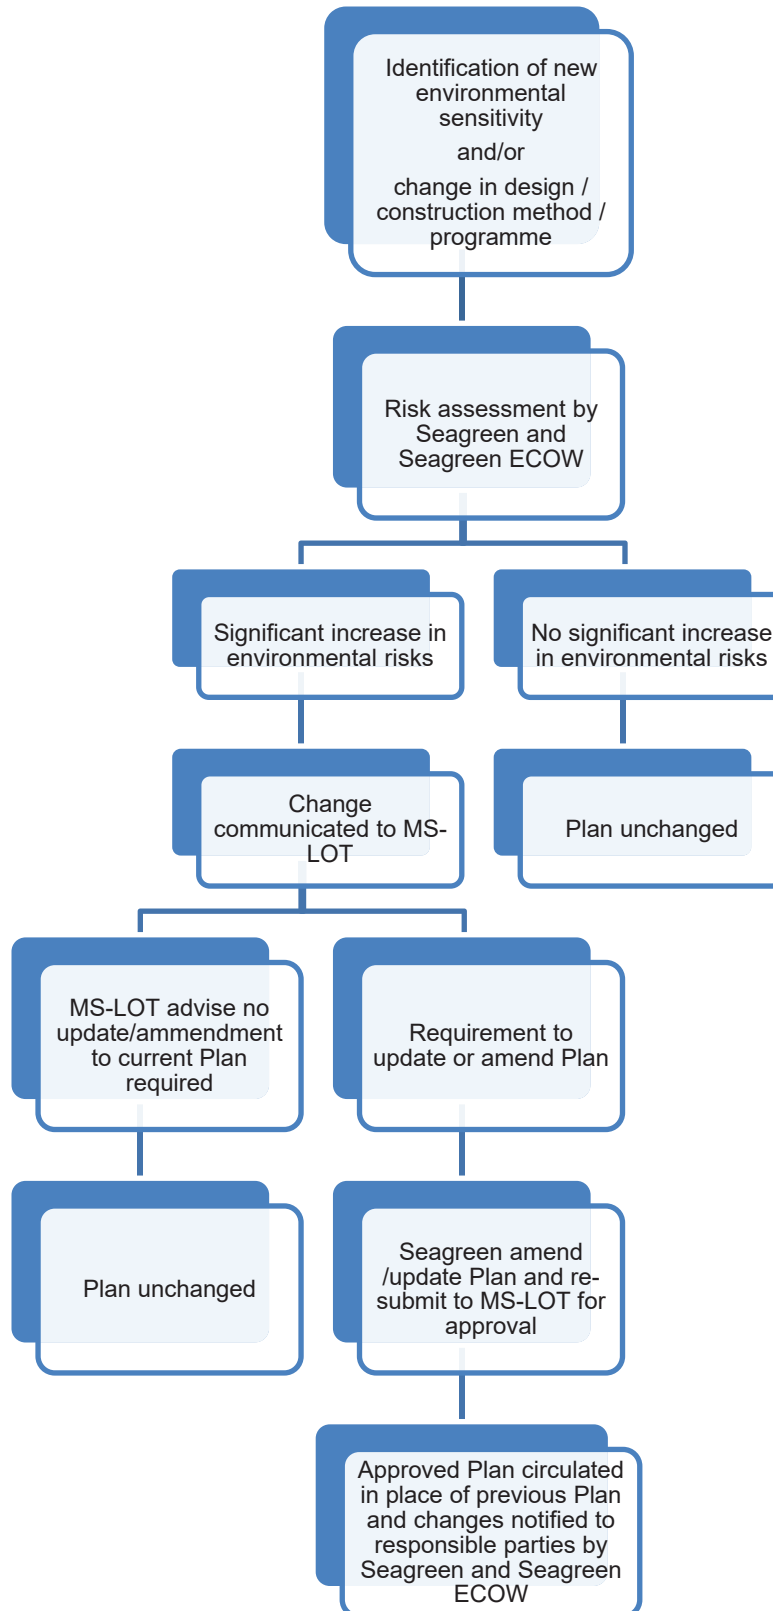 Identification of new
environmental
sensitivity
and/or
change in design /
construction method /
programme
Risk assessment by
Seagreen and
Seagreen ECOW
Significant increase in
environmental risks
No significant increase
in environmental risks
Change
communicated to MS-
LOT
Plan unchanged
MS-LOT advise no
update/ammendment
to current Plan
required
Requirement to
update or amend Plan
Plan unchanged
Seagreen amend
/update Plan and re-
submit to MS-LOT for
approval
Approved Plan circulated
in place of previous Plan
and changes notified to
responsible parties by
Seagreen and Seagreen
ECOW